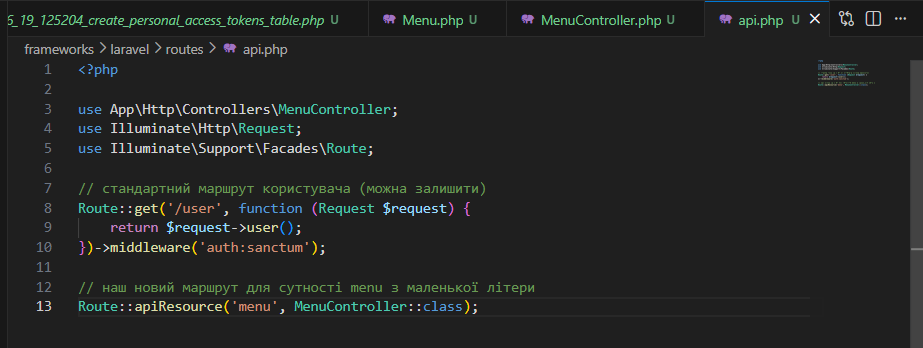 6_19_125204_create_personal_access_tokens_table.php U
Menu.php U
MenuController.php U
api.php U
frameworks > laravel > routes > api.php
1 <?php
2
3 use App\Http\Controllers\MenuController;
4 use Illuminate\Http\Request;
5 use Illuminate\Support\Facades\Route;
6
7 // стандартний маршрут користувача (можна залишити)
8 Route::get('/user', function (Request $request) {
9     return $request->user();
10 })->middleware('auth:sanctum');
11
12 // наш новий маршрут для сутності menu з маленької літери
13 Route::apiResource('menu', MenuController::class);